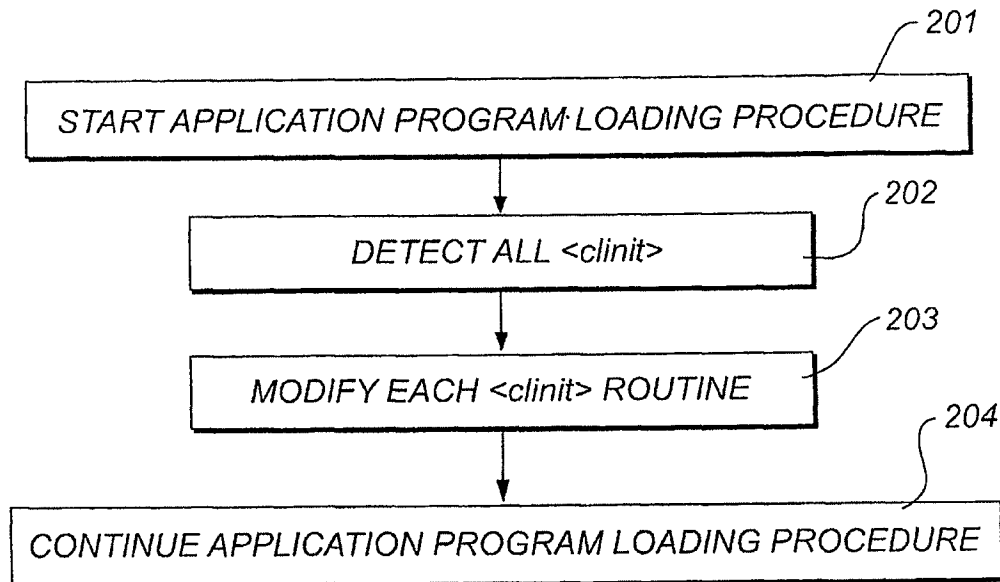 201
START APPLICATION PROGRAM LOADING PROCEDURE
202
DETECT ALL <clinit>
203
MODIFY EACH <clinit> ROUTINE
204
CONTINUE APPLICATION PROGRAM LOADING PROCEDURE